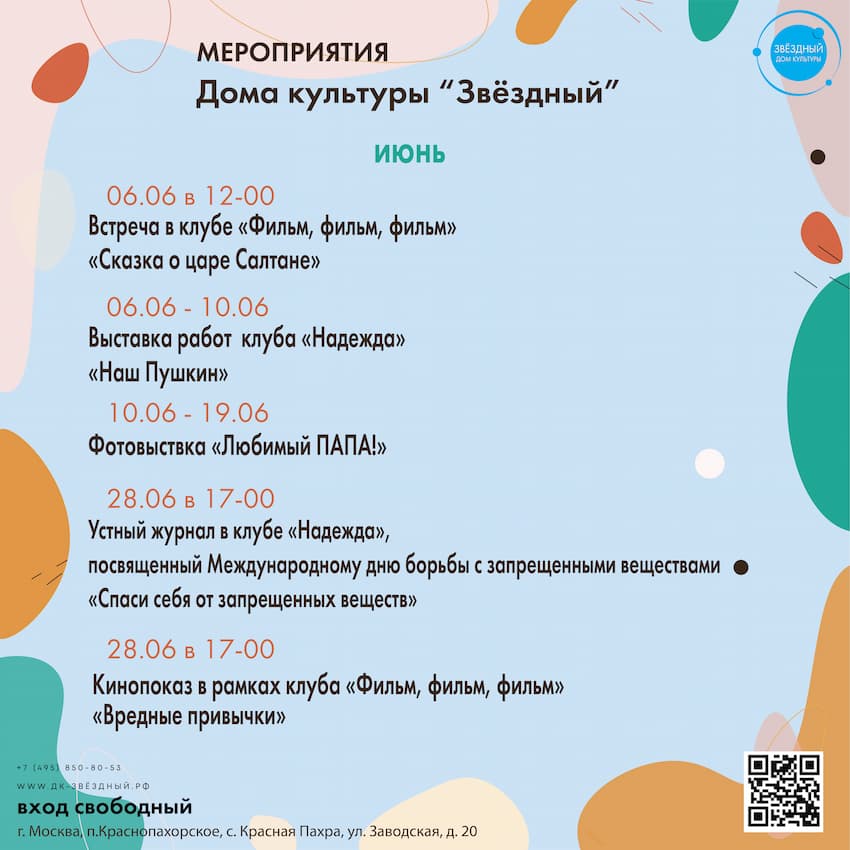 МЕРОПРИЯТИЯ
Дома культуры “Звёздный”
ЗВЁЗДНЫЙ
ДОМ КУЛЬТУРЫ
ИЮНЬ
06.06 в 12-00
Встреча в клубе «Фильм, фильм, фильм»
«Сказка о царе Салтане»
06.06 - 10.06
Выставка работ клуба «Надежда»
«Наш Пушкин»
10.06 - 19.06
Фотовыствка «Любимый ПАПА!»
28.06 в 17-00
Устный журнал в клубе «Надежда»,
посвященный Международному дню борьбы с запрещенными веществами
«Спаси себя от запрещенных веществ»
28.06 в 17-00
Кинопоказ в рамках клуба «Фильм, фильм, фильм»
«Вредные привычки»
+7 (495) 850-80-53
WWW.ДК-ЗВЁЗДНЫЙ.РФ
вход свободный
г. Москва, п.Краснопахорское, с. Красная Пахра, ул. Заводская, д. 20